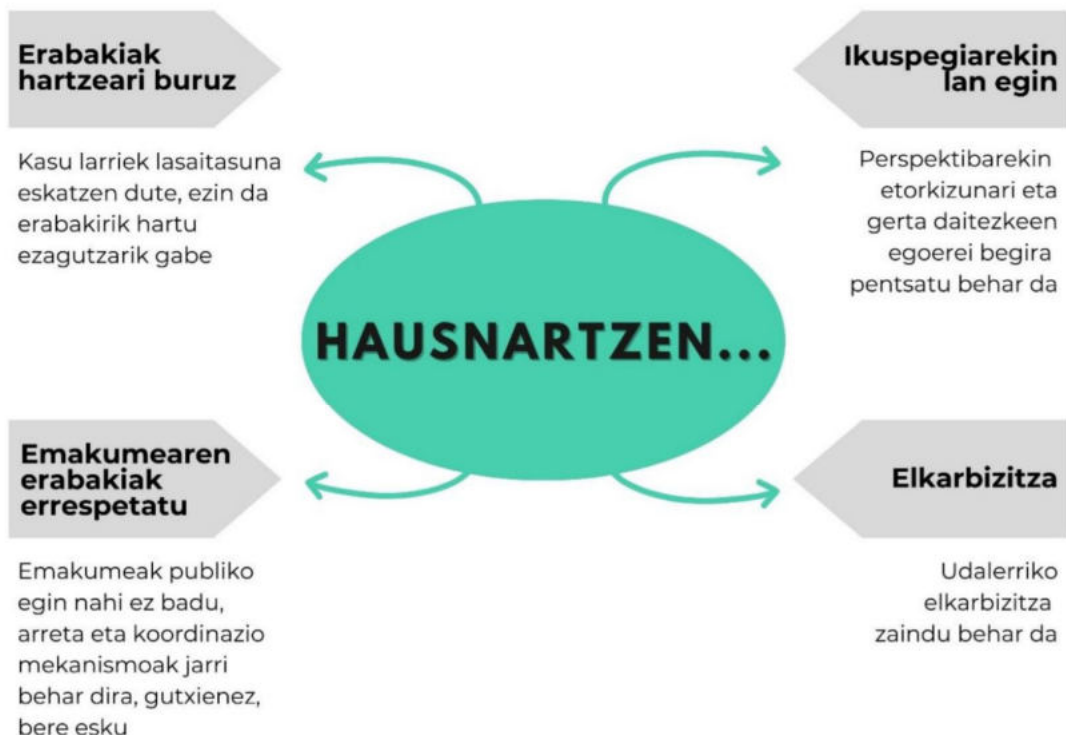 Erabakiak
hartzeari buruz
Kasu larriek lasaitasuna
eskatzen dute, ezin da
erabakirik hartu
ezagutzarik gabe
Ikuspegiarekin
lan egin
Perspektibarekin
etorkizunari eta
gerta daitezkeen
egoerei begira
pentsatu behar da
HAUSNARTZEN...
Emakumearen
erabakiak
errespetatu
Emakumeak publiko
egin nahi ez badu,
arreta eta koordinazio
mekanismoak jarri
behar dira, gutxienez,
bere esku
Elkarbizitza
Udalerriko
elkarbizitza
zaindu behar da